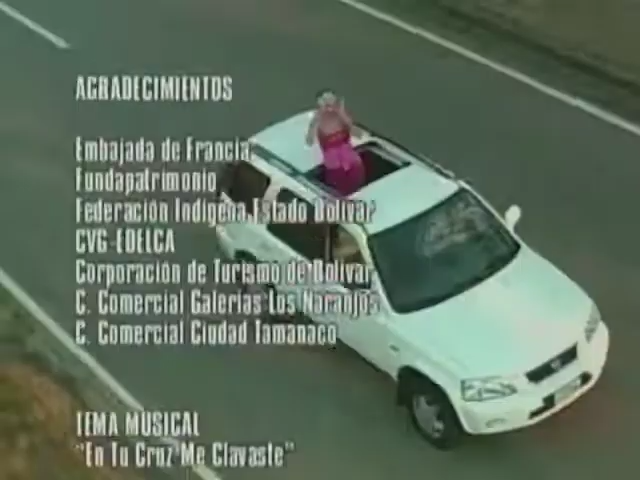 AGRADECIMIENTOS
Embajada de Francia
Fundapatrimonio
Federación Indígena Estado Bolívar
CVG-EDELCA
Corporación de Turismo de Bolívar
C. Comercial Galerías Los Naranjos
C. Comercial Ciudad Tamanaco
TEMA MUSICAL
"En Tu Cruz Me Clavaste"